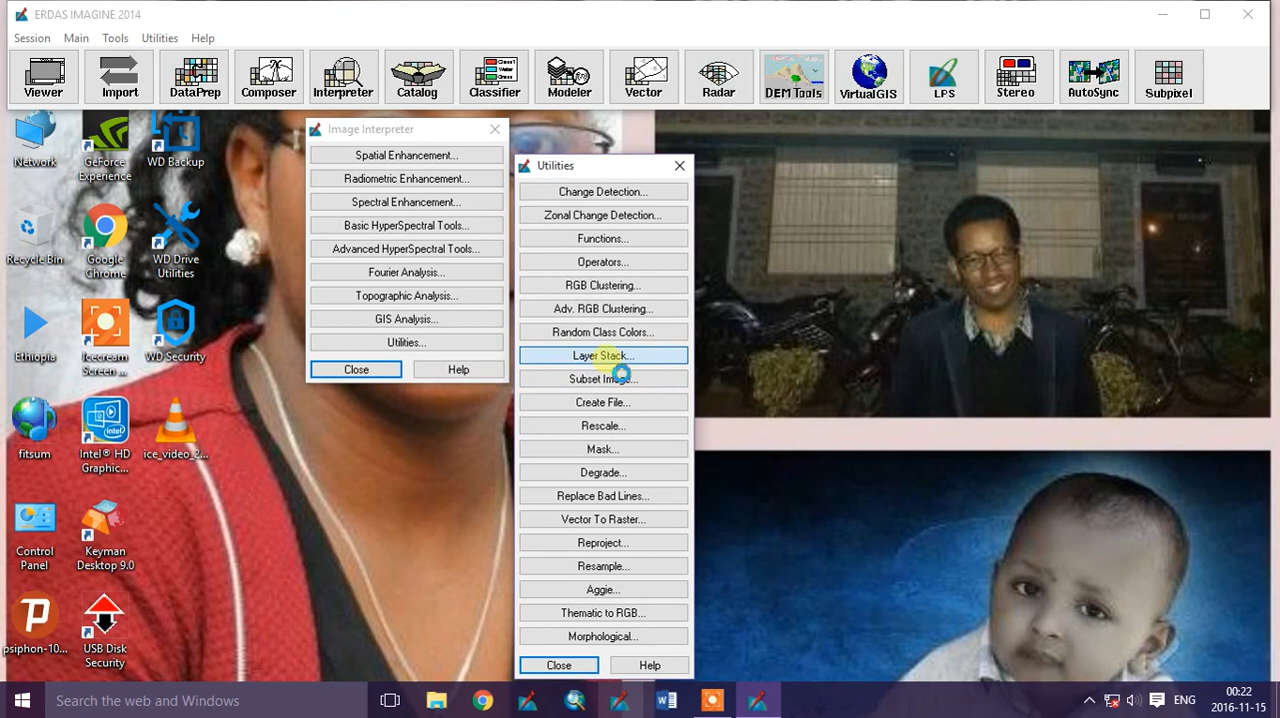 ERDAS IMAGINE 2014
Session Main Tools Utilities Help
Viewer Import DataPrep Composer Interpreter Catalog Classifier Modeler Vector Radar DEM Tools VirtualGIS LPS Stereo AutoSync Subpixel
Network
GeForce
Experience
WD Backup
Recycle Bin
Google
Chrome
WD Drive
Utilities
Ethiopia
Icecream
Screen ...
WD Security
fitsum
Intel® HD
Graphic...
ice_video_2...
Control
Panel
Keyman
Desktop 9.0
psiphon-10...
USB Disk
Security
Image Interpreter
Spatial Enhancement...
Radiometric Enhancement...
Spectral Enhancement...
Basic HyperSpectral Tools...
Advanced HyperSpectral Tools...
Fourier Analysis...
Topographic Analysis...
GIS Analysis...
Utilities...
Close Help
Utilities
Change Detection...
Zonal Change Detection...
Functions...
Operators...
RGB Clustering...
Adv. RGB Clustering...
Random Class Colors...
Layer Stack...
Subset Image...
Create File...
Rescale...
Mask...
Degrade...
Replace Bad Lines...
Vector To Raster...
Reproject...
Resample...
Aggie...
Thematic to RGB...
Morphological...
Close Help
Search the web and Windows
ENG
00:22
2016-11-15